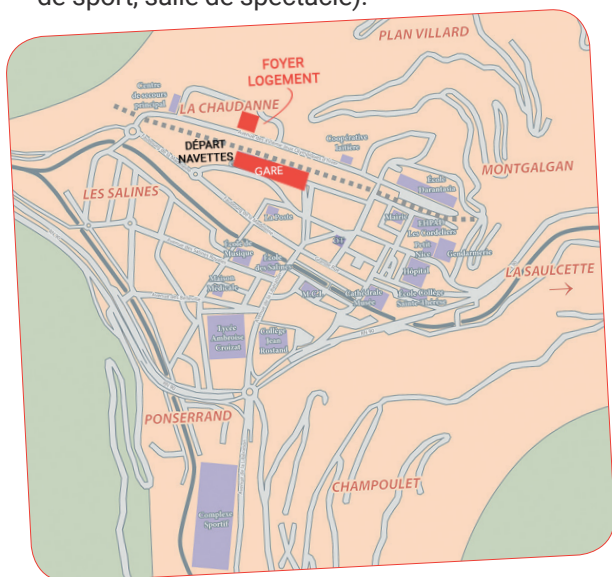 de sport, salle de spectacle).
PLAN VILLARD
FOYER
LOGEMENT
Centre
de secours
principal
LA CHAUDANNE
Coopérative
laitière
DÉPART
NAVETTES
GARE
MONTGALGAN
École
Darantasia
LES SALINES
La Poste
Mairie
EHPAD
Les Cordeliers
École de
Musique
École
des Salines
Petit
Nice
Gendarmerie
Maison
Médicale
Hôpital
LA SAULCETTE
M.C.J.
Cathédrale
Musée
École Collège
Sainte-Thérèse
Lycée
Ambroise
Croizat
Collège
Jean
Rostand
PONSERRAND
CHAMPOULET
Complexe
Sportif